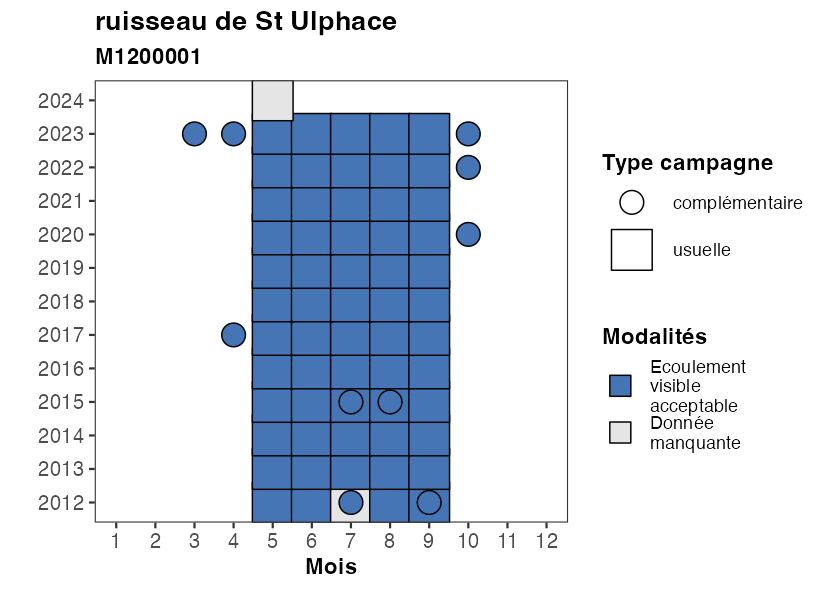 ruisseau de St Ulphace
M1200001
2024
2023
2022
2021
2020
2019
2018
2017
2016
2015
2014
2013
2012
1 2 3 4 5 6 7 8 9 10 11 12
Mois
Type campagne
complémentaire
usuelle
Modalités
Ecoulement
visible
acceptable
Donnée
manquante